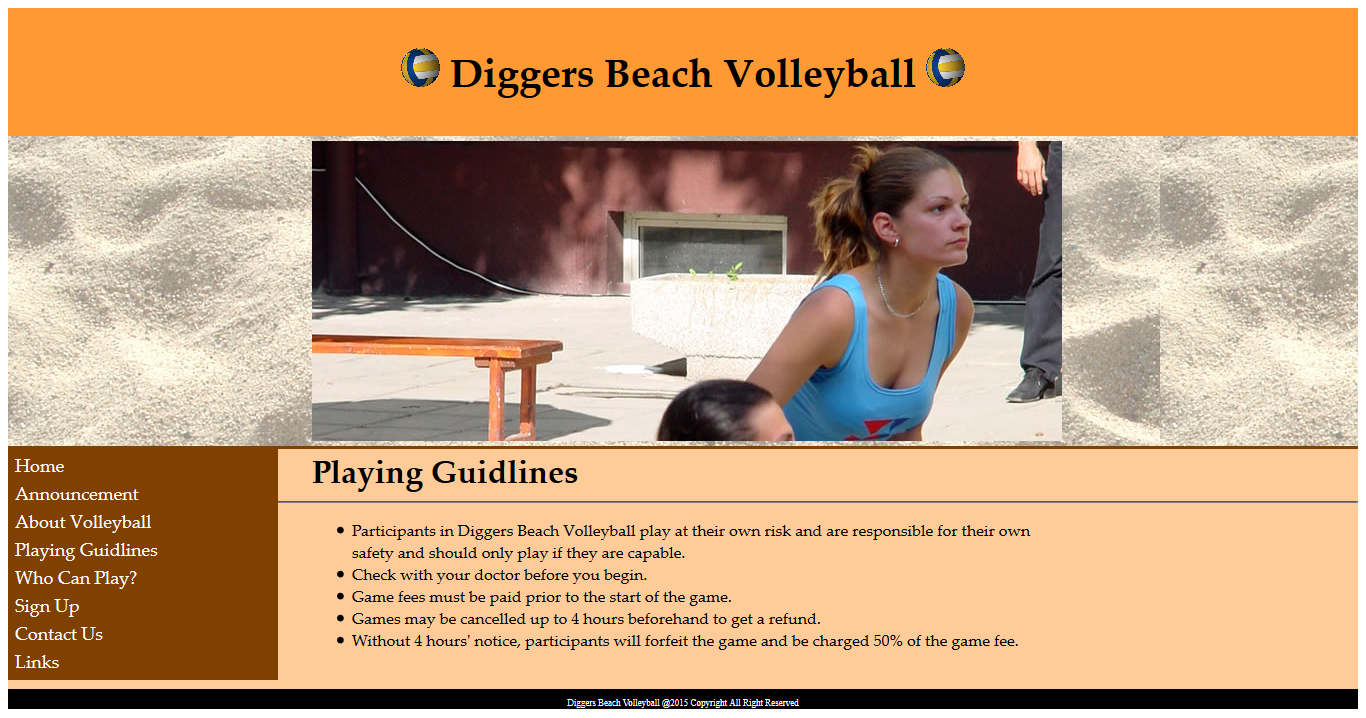 Diggers Beach Volleyball
Home
Announcement
About Volleyball
Playing Guidlines
Who Can Play?
Sign Up
Contact Us
Links
Playing Guidlines
Participants in Diggers Beach Volleyball play at their own risk and are responsible for their own
safety and should only play if they are capable.
Check with your doctor before you begin.
Game fees must be paid prior to the start of the game.
Games may be cancelled up to 4 hours beforehand to get a refund.
Without 4 hours' notice, participants will forfeit the game and be charged 50% of the game fee.
Diggers Beach Volleyball @2015 Copyright All Right Reserved